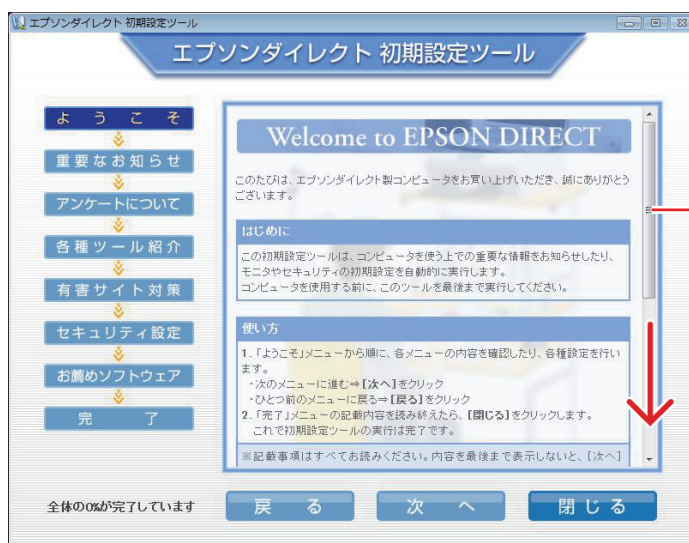 エプソンダイレクト 初期設定ツール
エプソンダイレクト 初期設定ツール
ようこそ
重要なお知らせ
アンケートについて
各種ツール紹介
有害サイト対策
セキュリティ設定
お薦めソフトウェア
完了
Welcome to EPSON DIRECT
このたびは、エプソンダイレクト製コンピュータをお買い上げいただき、誠にありがとう
ございます。
はじめに
この初期設定ツールは、コンピュータを使う上での重要な情報をお知らせしたり、
モニタやセキュリティの初期設定を自動的に実行します。
コンピュータを使用する前に、このツールを最後まで実行してください。
使い方
1. 「ようこそ」メニューから順に、各メニューの内容を確認したり、各種設定を行い
ます。
・次のメニューに進む⇒[次へ]をクリック
・ひとつ前のメニューに戻る⇒[戻る]をクリック
2. 「完了」メニューの記載内容を読み終えたら、[閉じる]をクリックします。
これで初期設定ツールの実行は完了です。
※記載事項はすべてお読みください。内容を最後まで表示しないと、[次へ]
全体の0%が完了しています
戻る
次へ
閉じる